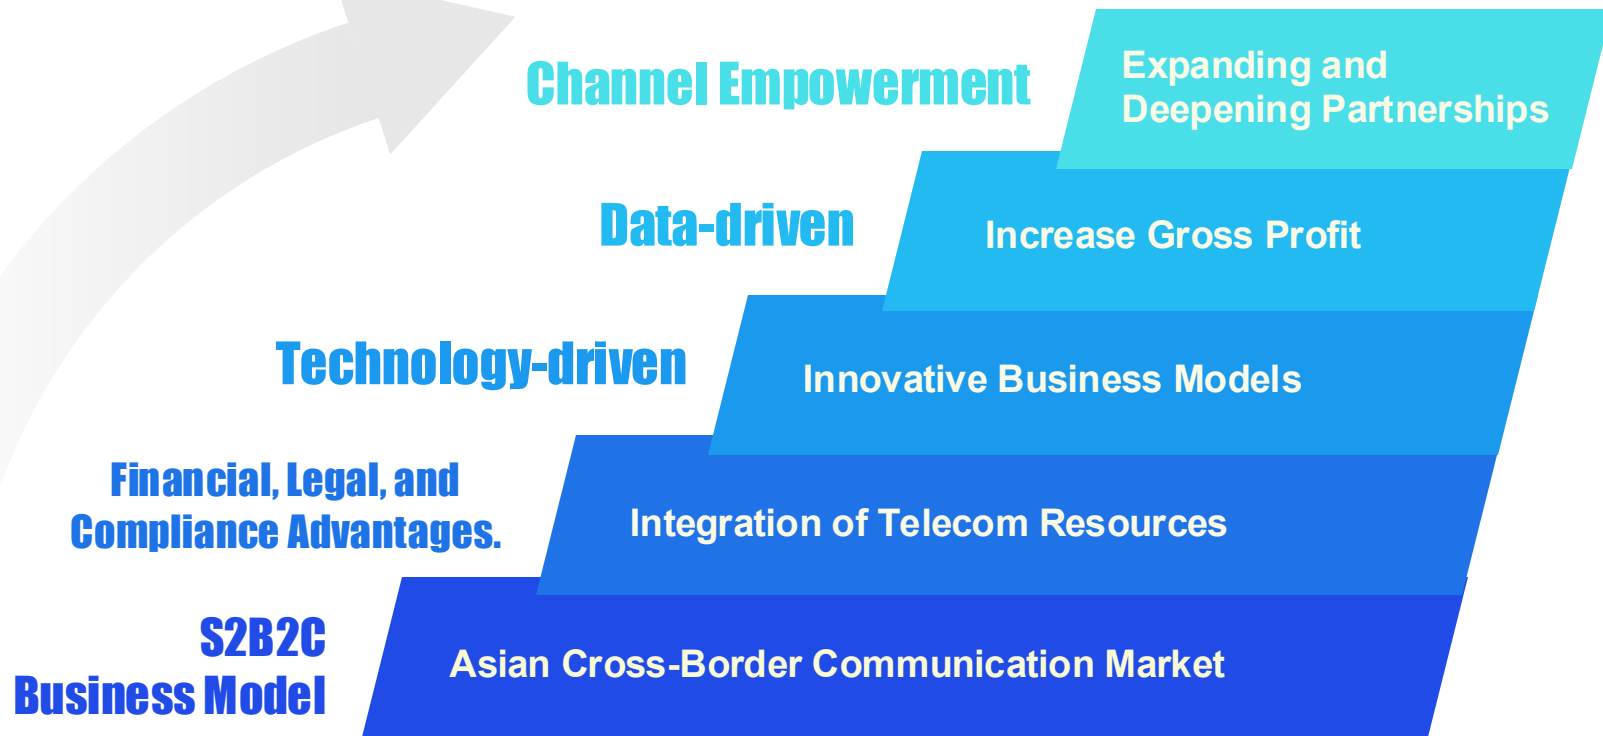 Channel Empowerment
Expanding and
Deepening Partnerships
Data-driven
Increase Gross Profit
Technology-driven
Innovative Business Models
Financial, Legal, and
Compliance Advantages.
Integration of Telecom Resources
S2B2C
Business Model
Asian Cross-Border Communication Market